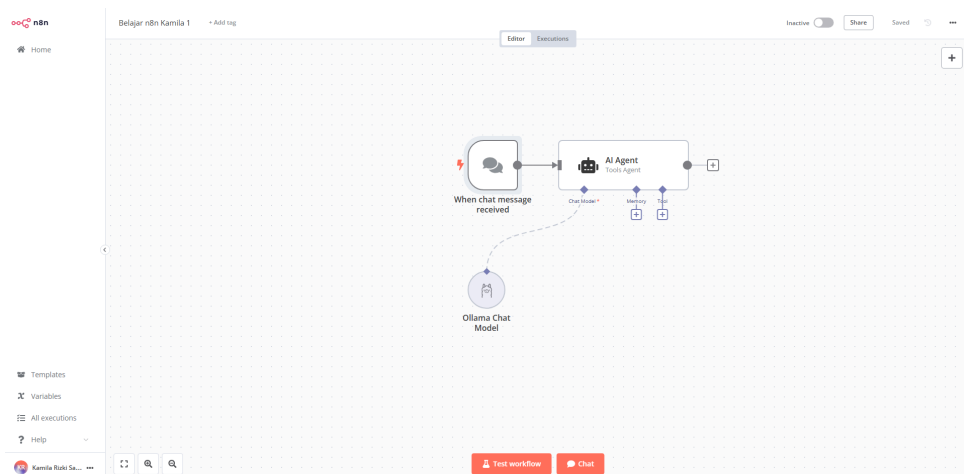 n8n
Belajar n8n Kamila 1
+ Add tag
Inactive
Share
Saved
Home
Editor
Executions
AI Agent
Tools Agent
When chat message
received
Chat Model *
Memory
Tool
Ollama Chat
Model
Templates
Variables
All executions
Help
KR
Kamila Rizki Sa...
Test workflow
Chat